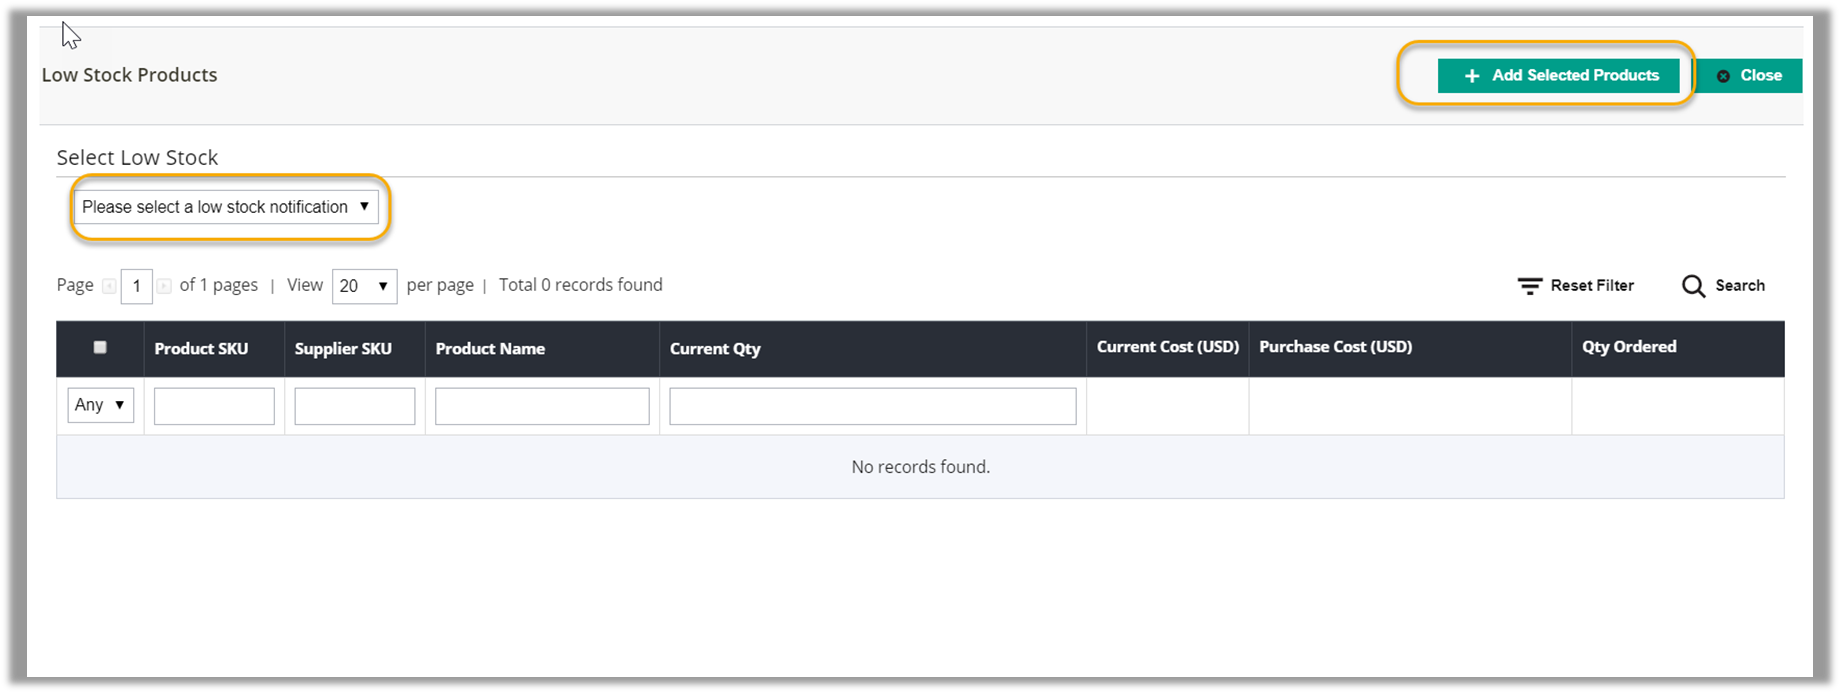 Low Stock Products
Add Selected Products
Close
Select Low Stock
Please select a low stock notification
Page 1 of 1 pages | View 20 per page | Total 0 records found
Reset Filter
Search
Product SKU Supplier SKU Product Name Current Qty Current Cost (USD) Purchase Cost (USD) Qty Ordered
Any
No records found.